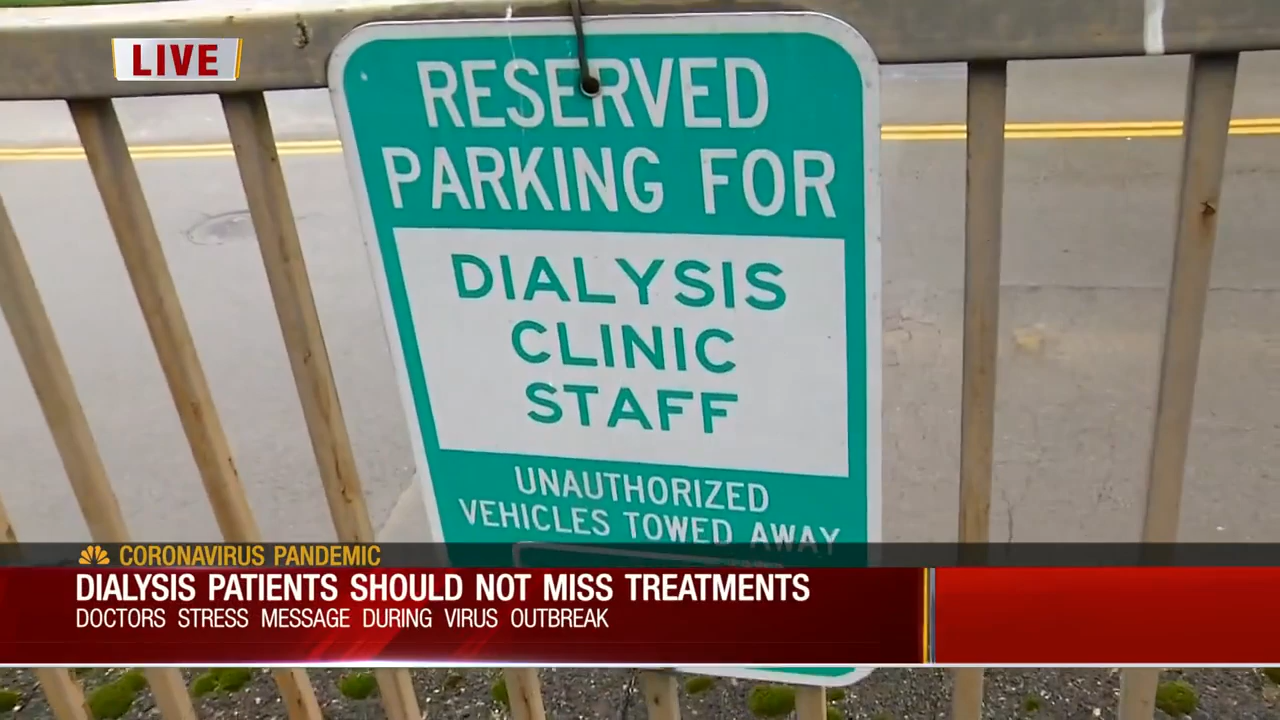 LIVE
RESERVED
PARKING FOR
DIALYSIS
CLINIC
STAFF
UNAUTHORIZED
VEHICLES TOWED AWAY
CORONAVIRUS PANDEMIC
DIALYSIS PATIENTS SHOULD NOT MISS TREATMENTS
DOCTORS STRESS MESSAGE DURING VIRUS OUTBREAK